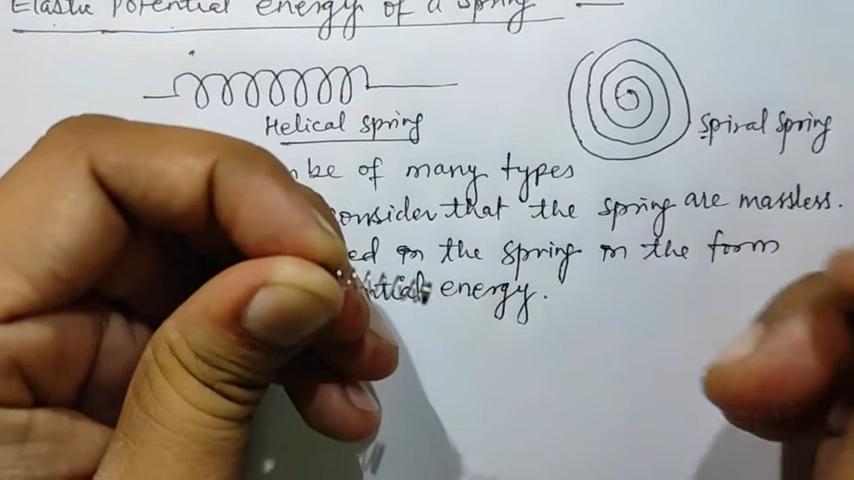 Elastic Potential energy of a Spring
Helical spring
Spiral Spring
be of many types
consider that the spring are massless.
in the spring in the form
energy.